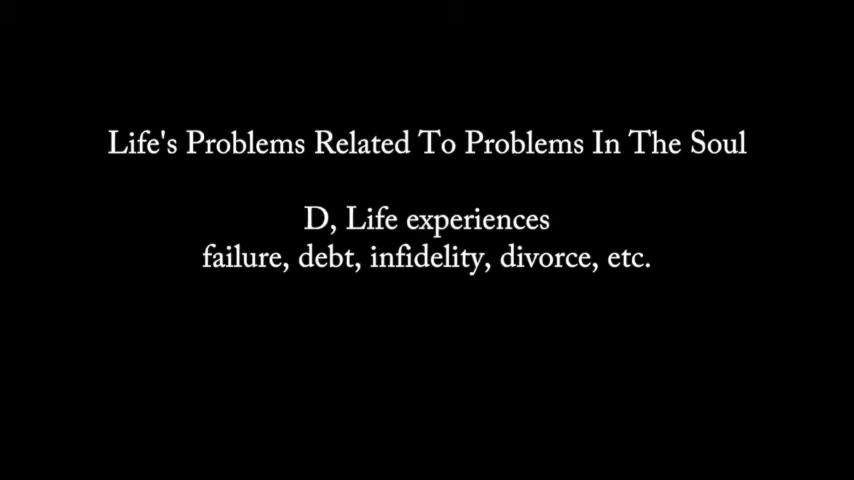 Life's Problems Related To Problems In The Soul
D, Life experiences
failure, debt, infidelity, divorce, etc.